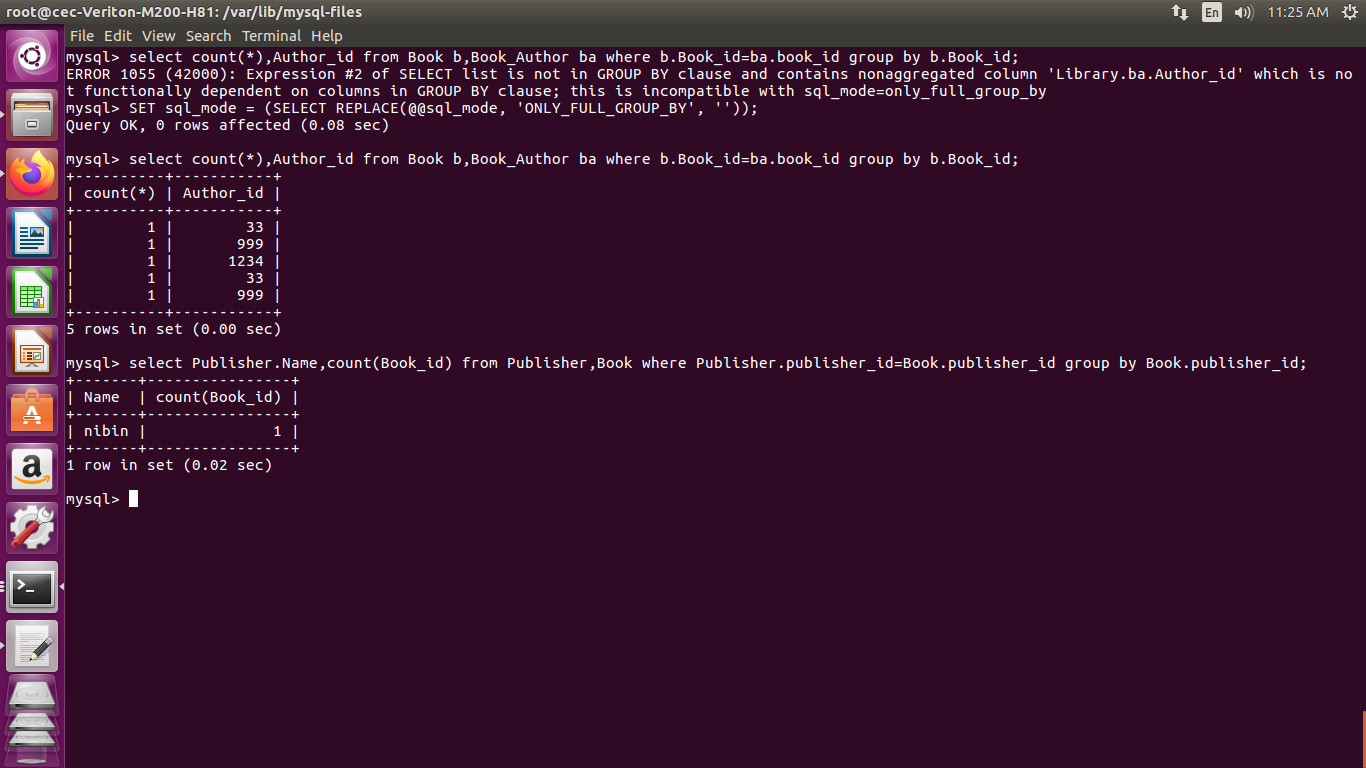 root@cec-Veriton-M200-H81: /var/lib/mysql-files
En
11:25 AM
File Edit View Search Terminal Help
mysql> select count(*),Author_id from Book b,Book_Author ba where b.Book_id=ba.book_id group by b.Book_id;
ERROR 1055 (42000): Expression #2 of SELECT list is not in GROUP BY clause and contains nonaggregated column 'Library.ba.Author_id' which is no
t functionally dependent on columns in GROUP BY clause; this is incompatible with sql_mode=only_full_group_by
mysql> SET sql_mode = (SELECT REPLACE(@@sql_mode, 'ONLY_FULL_GROUP_BY', ''));
Query OK, 0 rows affected (0.08 sec)
mysql> select count(*),Author_id from Book b,Book_Author ba where b.Book_id=ba.book_id group by b.Book_id;
+----------+-----------+
| count(*) | Author_id |
+----------+-----------+
|        1 |        33 |
|        1 |       999 |
|        1 |      1234 |
|        1 |        33 |
|        1 |       999 |
+----------+-----------+
5 rows in set (0.00 sec)
mysql> select Publisher.Name,count(Book_id) from Publisher,Book where Publisher.publisher_id=Book.publisher_id group by Book.publisher_id;
+-------+----------------+
| Name  | count(Book_id) |
+-------+----------------+
| nibin |              1 |
+-------+----------------+
1 row in set (0.02 sec)
mysql>